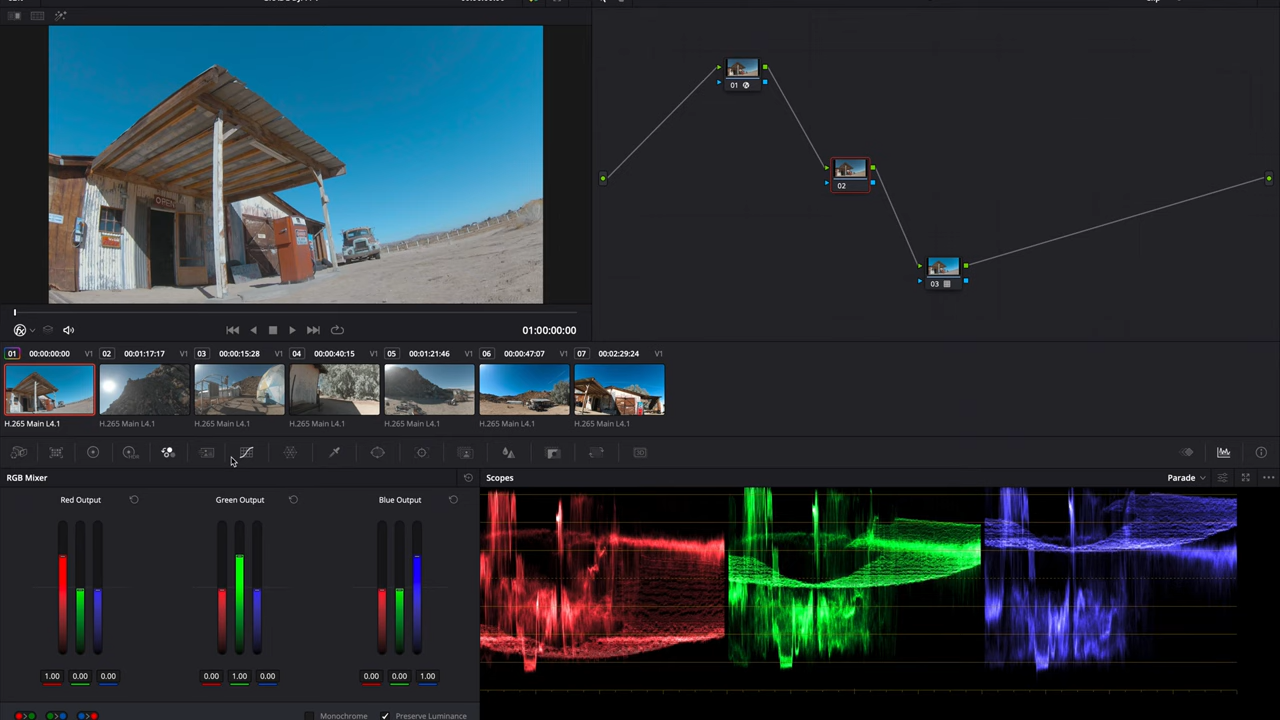 01
02
03
OPEN
01:00:00:00
01 00:00:00:00 V1 02 00:01:17:17 V1 03 00:00:15:28 V1 04 00:00:40:15 V1 05 00:01:21:46 V1 06 00:00:47:07 V1 07 00:02:29:24 V1
H.265 Main L4.1 H.265 Main L4.1 H.265 Main L4.1 H.265 Main L4.1 H.265 Main L4.1 H.265 Main L4.1 H.265 Main L4.1
RGB Mixer
Scopes
Parade
Red Output Green Output Blue Output
1.00 0.00 0.00 0.00 1.00 0.00 0.00 0.00 1.00
Monochrome Preserve Luminance